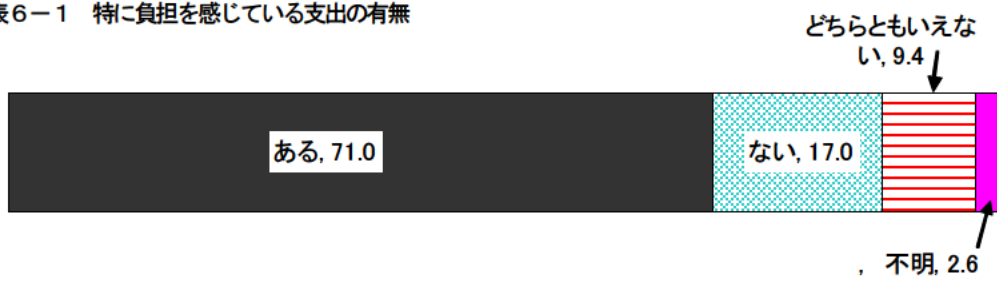 表６－１　特に負担を感じている支出の有無
どちらともいえな
い, 9.4
ある, 71.0
ない, 17.0
,　不明, 2.6